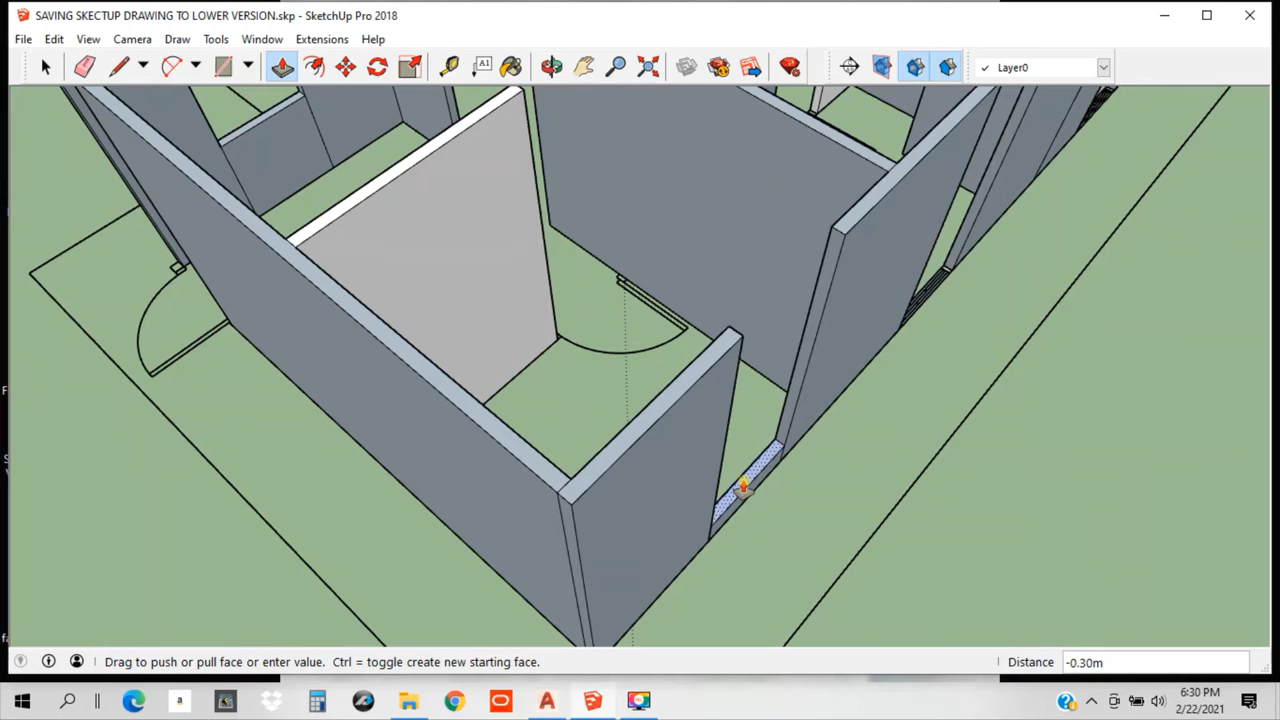 SAVING SKECTUP DRAWING TO LOWER VERSION.skp - SketchUp Pro 2018
File Edit View Camera Draw Tools Window Extensions Help
A1
Layer0
Drag to push or pull face or enter value. Ctrl = toggle create new starting face.
Distance -0.30m
a
A
6:30 PM
2/22/2021